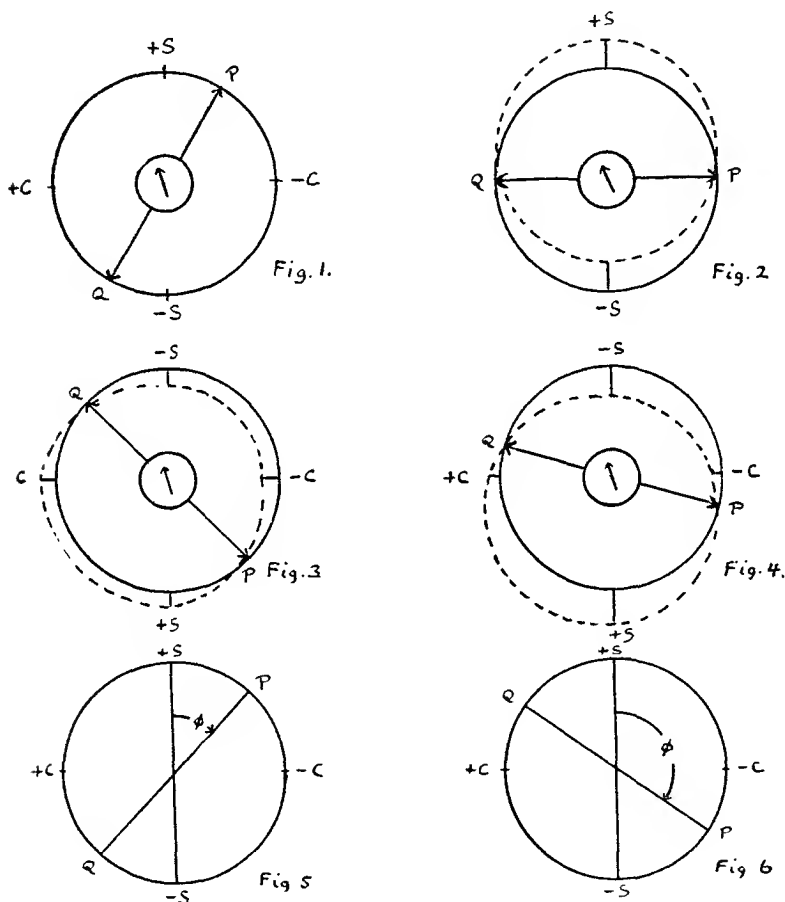 +S
P
+C
-C
Q
-S
Fig. 1.
+S
Q
P
-S
Fig. 2
-S
Q
C
-C
P
+S
Fig. 3
-S
Q
+C
-C
P
+S
Fig. 4.
+S
P
φ
+C
-C
Q
-S
Fig 5
+S
Q
φ
+C
-C
P
-S
Fig 6